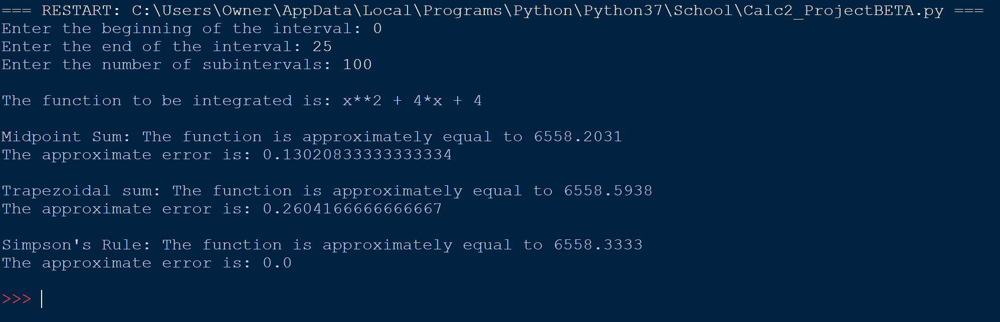 === RESTART: C:\Users\Owner\AppData\Local\Programs\Python\Python37\School\Calc2_ProjectBETA.py ===
Enter the beginning of the interval: 0
Enter the end of the interval: 25
Enter the number of subintervals: 100
The function to be integrated is: x**2 + 4*x + 4
Midpoint Sum: The function is approximately equal to 6558.2031
The approximate error is: 0.13020833333333334
Trapezoidal sum: The function is approximately equal to 6558.5938
The approximate error is: 0.2604166666666667
Simpson's Rule: The function is approximately equal to 6558.3333
The approximate error is: 0.0
>>>